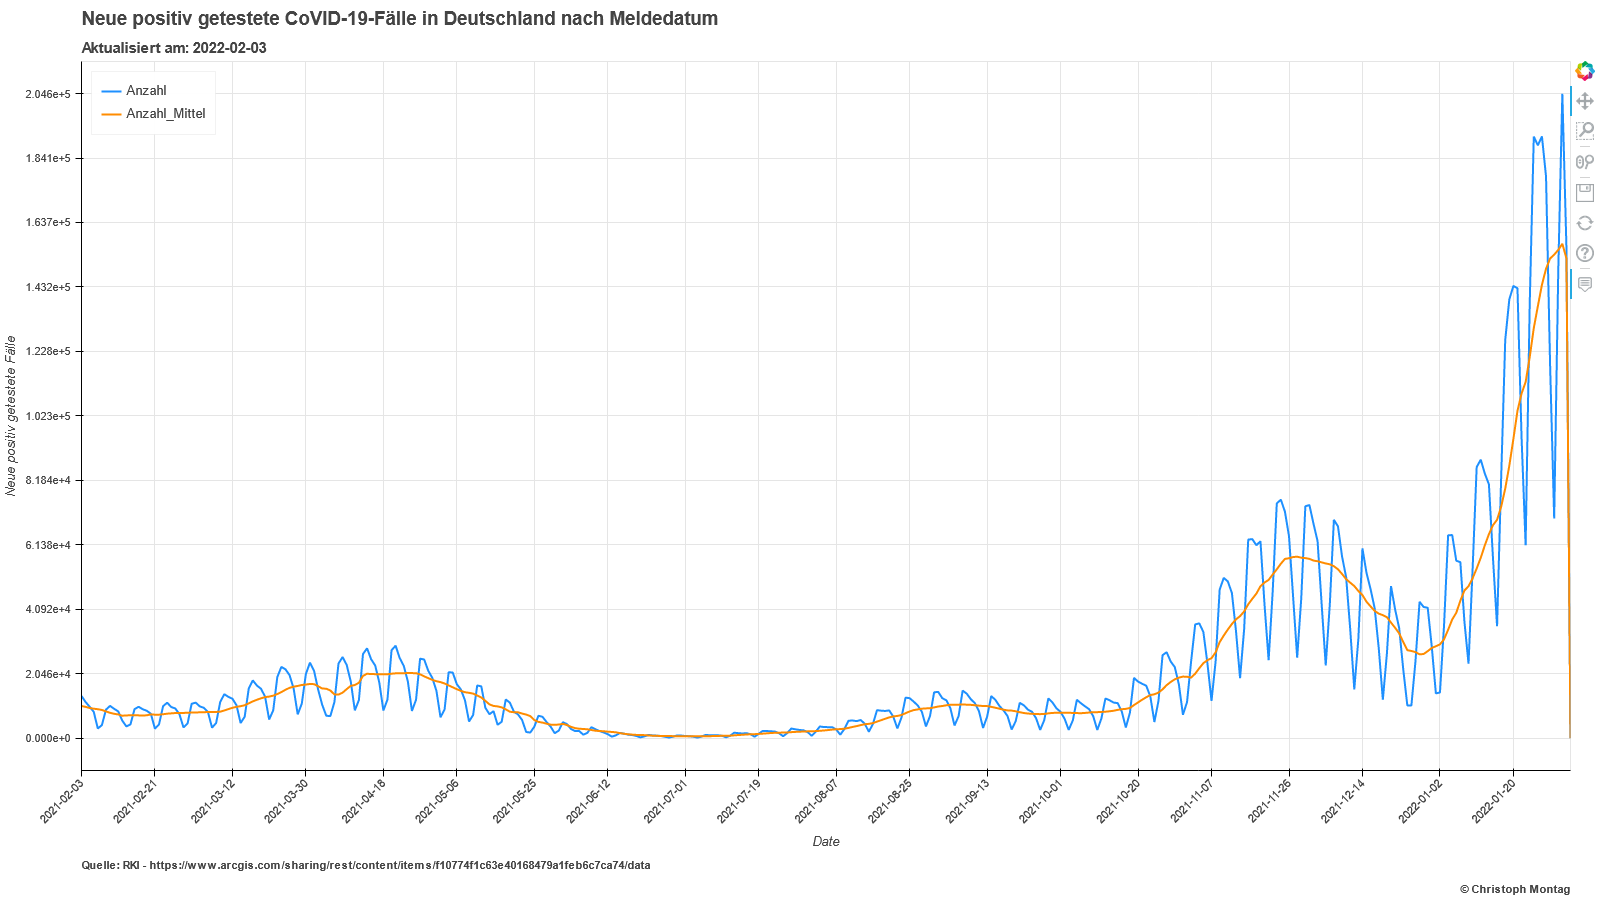 Neue positiv getestete CoVID-19-Fälle in Deutschland nach Meldedatum
Aktualisiert am: 2022-02-03
Anzahl
Anzahl_Mittel
2.046e+5
1.841e+5
1.637e+5
1.432e+5
1.228e+5
1.023e+5
8.184e+4
6.138e+4
4.092e+4
2.046e+4
0.000e+0
Neue positiv getestete Fälle
2021-02-03
2021-02-21
2021-03-12
2021-03-30
2021-04-18
2021-05-06
2021-05-25
2021-06-12
2021-07-01
2021-07-19
2021-08-07
2021-08-25
2021-09-13
2021-10-01
2021-10-20
2021-11-07
2021-11-26
2021-12-14
2022-01-02
2022-01-20
Date
Quelle: RKI - https://www.arcgis.com/sharing/rest/content/items/f10774f1c63e40168479a1feb6c7ca74/data
© Christoph Montag